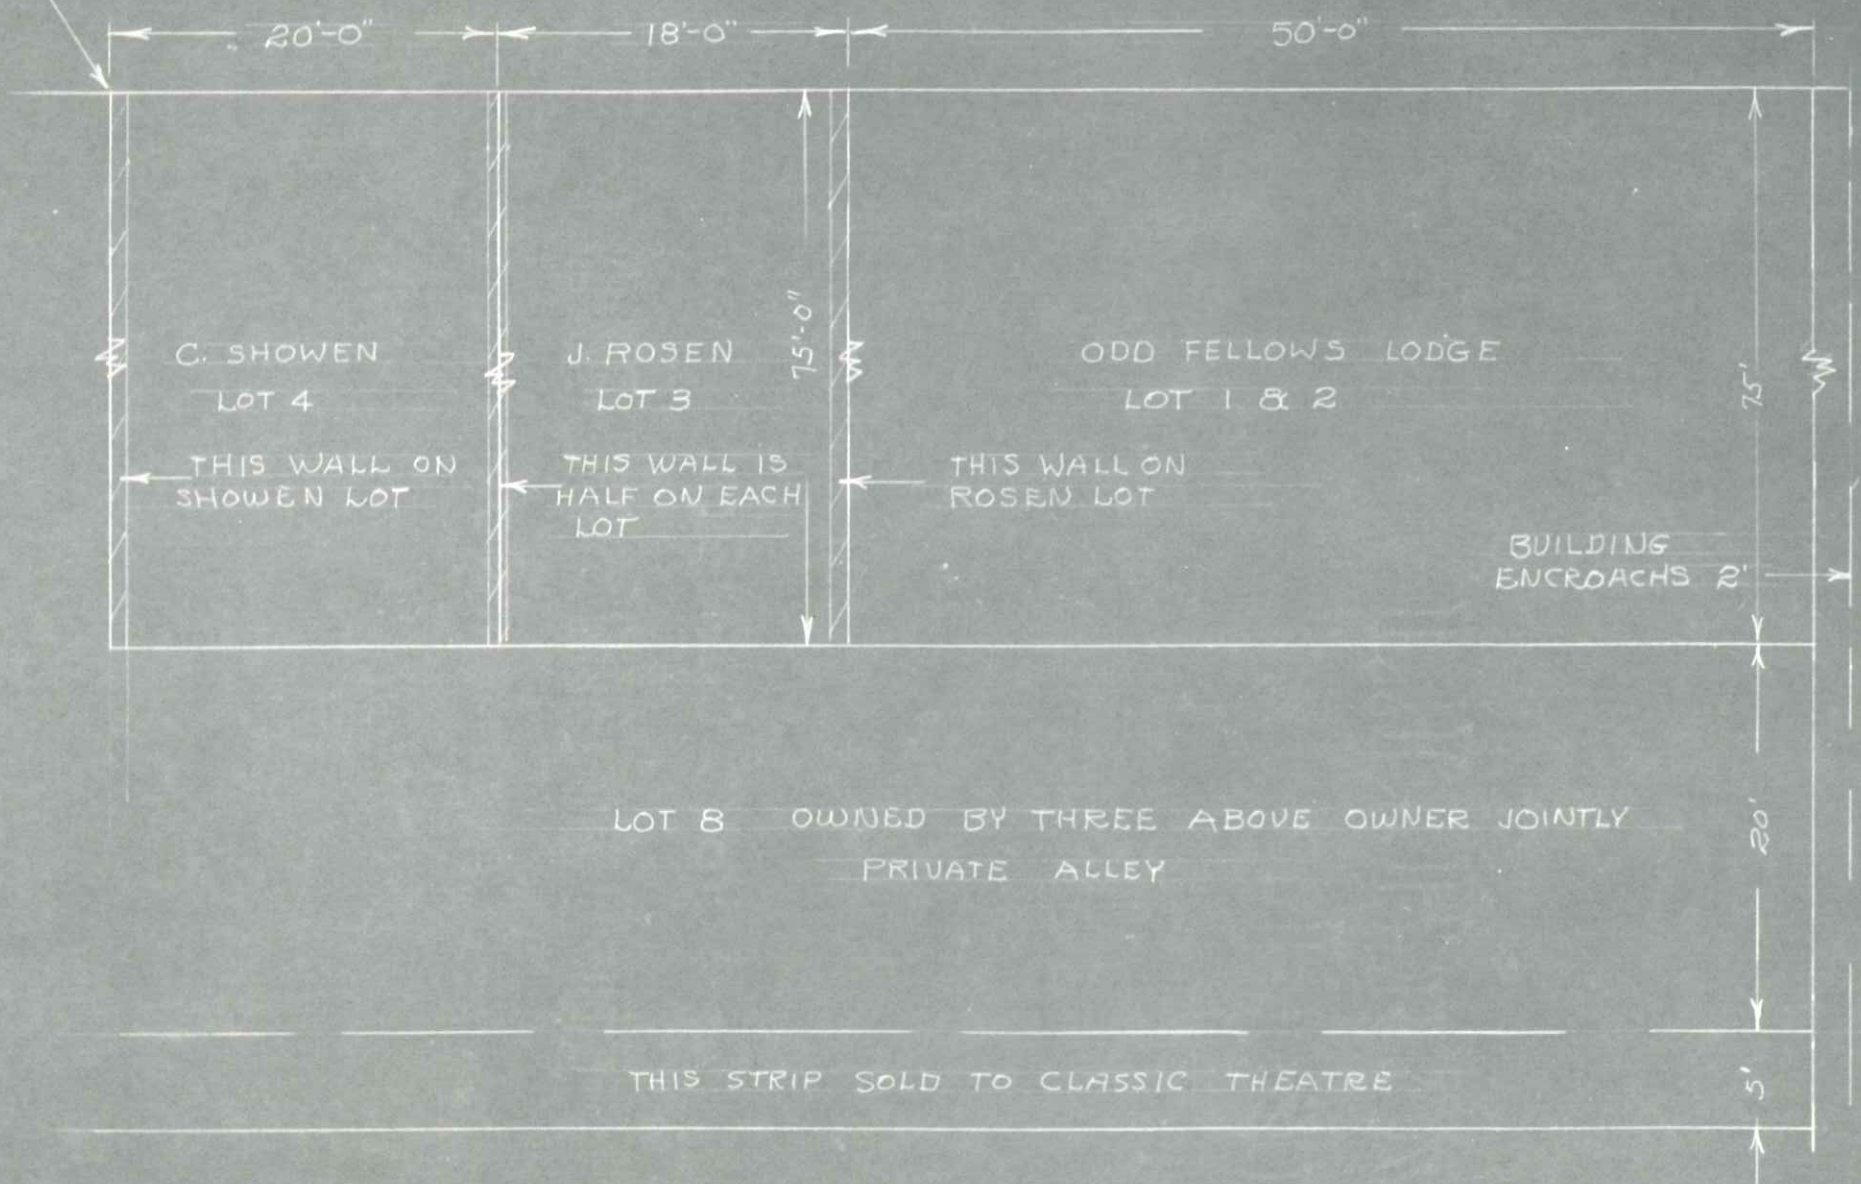 20'-0" 18'-0" 50'-0"
C. SHOWEN
LOT 4
THIS WALL ON
SHOWEN LOT
J. ROSEN
LOT 3
THIS WALL IS
HALF ON EACH
LOT
75'-0"
ODD FELLOWS LODGE
LOT 1 & 2
THIS WALL ON
ROSEN LOT
75'
BUILDING
ENCROACHS 2'
LOT 8 OWNED BY THREE ABOVE OWNER JOINTLY
PRIVATE ALLEY
20'
THIS STRIP SOLD TO CLASSIC THEATRE
5'